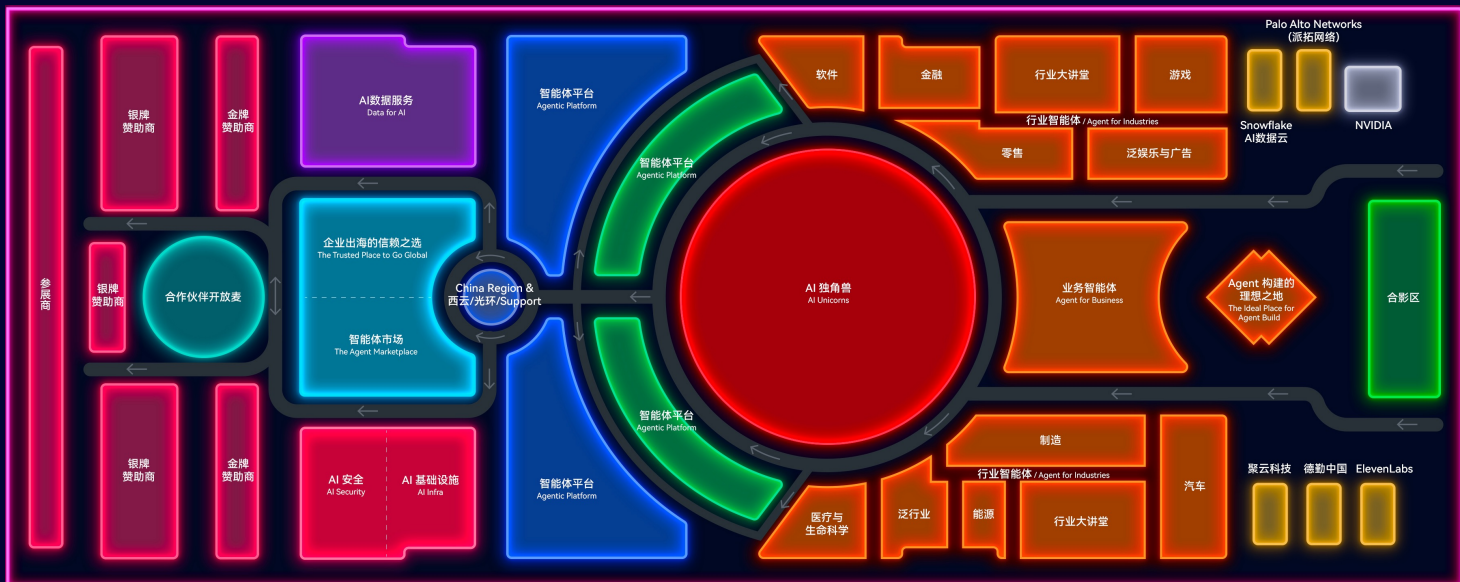 参展商
银牌
赞助商
金牌
赞助商
银牌
赞助商
合作伙伴开放麦
银牌
赞助商
金牌
赞助商
AI数据服务
Data for AI
企业出海的信赖之选
The Trusted Place to Go Global
智能体市场
The Agent Marketplace
AI 安全
AI Security
AI 基础设施
AI Infra
China Region &
西云/光环/Support
智能体平台
Agentic Platform
智能体平台
Agentic Platform
智能体平台
Agentic Platform
智能体平台
Agentic Platform
AI 独角兽
AI Unicorns
软件
金融
行业大讲堂
游戏
行业智能体 / Agent for Industries
零售
泛娱乐与广告
业务智能体
Agent for Business
Agent 构建的
理想之地
The Ideal Place for
Agent Build
合影区
Palo Alto Networks
(派拓网络)
Snowflake
AI数据云
NVIDIA
制造
行业智能体 / Agent for Industries
医疗与
生命科学
泛行业
能源
行业大讲堂
汽车
聚云科技
德勤中国
ElevenLabs